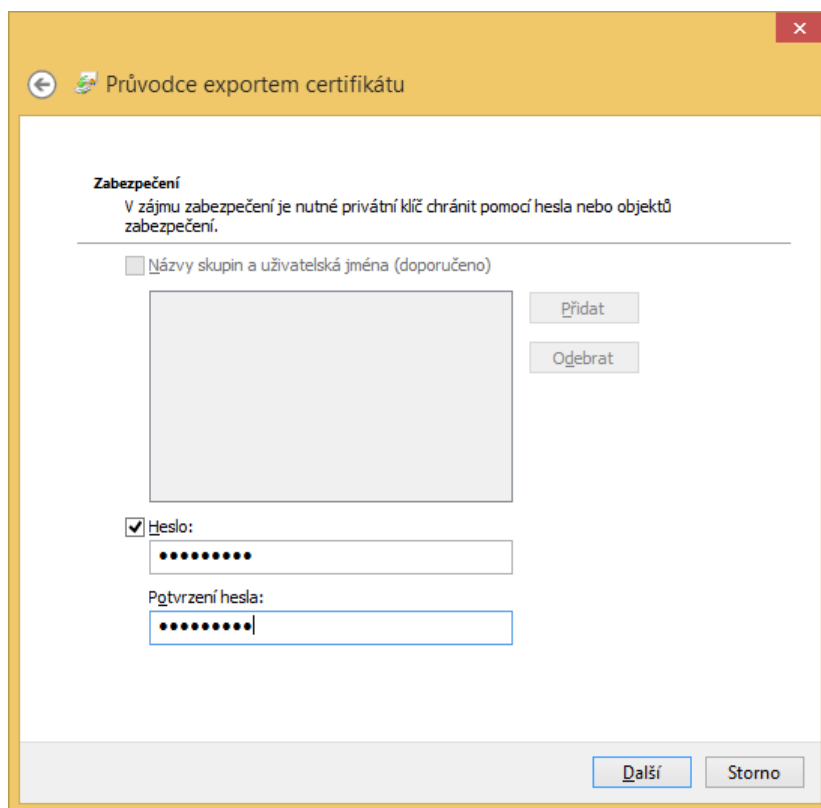 Průvodce exportem certifikátu
Zabezpečení
V zájmu zabezpečení je nutné privátní klíč chránit pomocí hesla nebo objektů
zabezpečení.
Názvy skupin a uživatelská jména (doporučeno)
Přidat
Odebrat
Heslo:
•••••••••
Potvrzení hesla:
•••••••••
Další
Storno